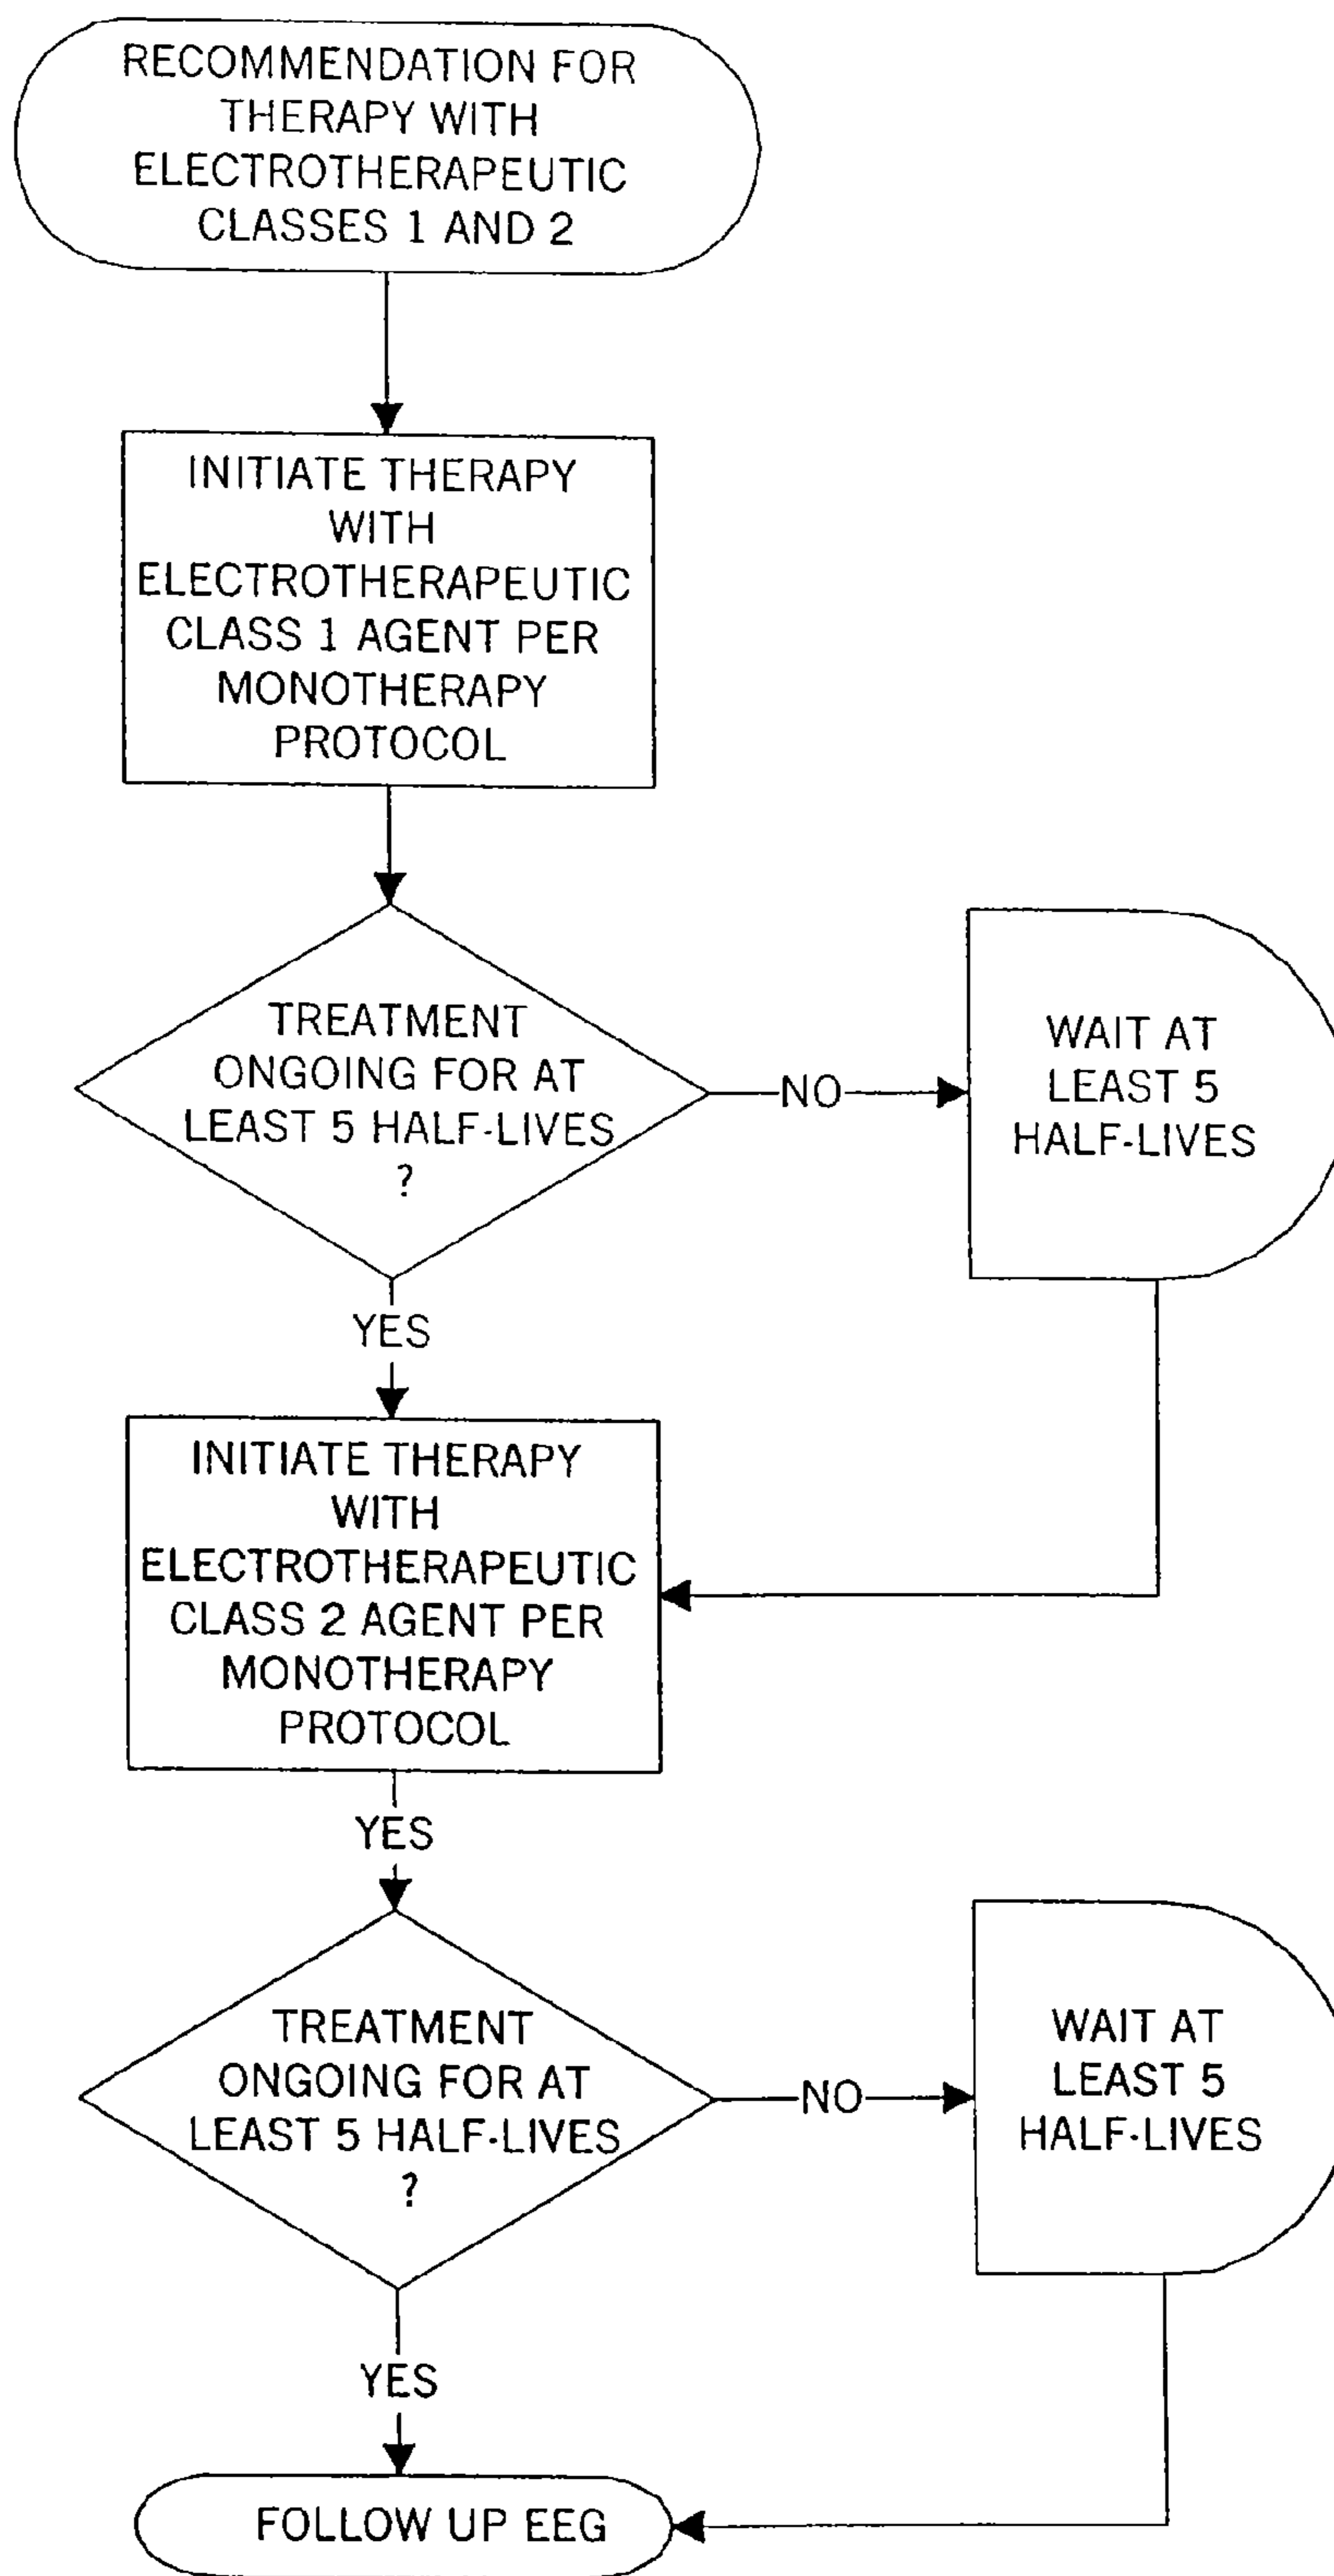 RECOMMENDATION FOR
THERAPY WITH
ELECTROTHERAPEUTIC
CLASSES 1 AND 2
INITIATE THERAPY
WITH
ELECTROTHERAPEUTIC
CLASS 1 AGENT PER
MONOTHERAPY
PROTOCOL
TREATMENT
ONGOING FOR AT
LEAST 5 HALF-LIVES
?
NO
WAIT AT
LEAST 5
HALF-LIVES
YES
INITIATE THERAPY
WITH
ELECTROTHERAPEUTIC
CLASS 2 AGENT PER
MONOTHERAPY
PROTOCOL
YES
TREATMENT
ONGOING FOR AT
LEAST 5 HALF-LIVES
?
NO
WAIT AT
LEAST 5
HALF-LIVES
YES
FOLLOW UP EEG